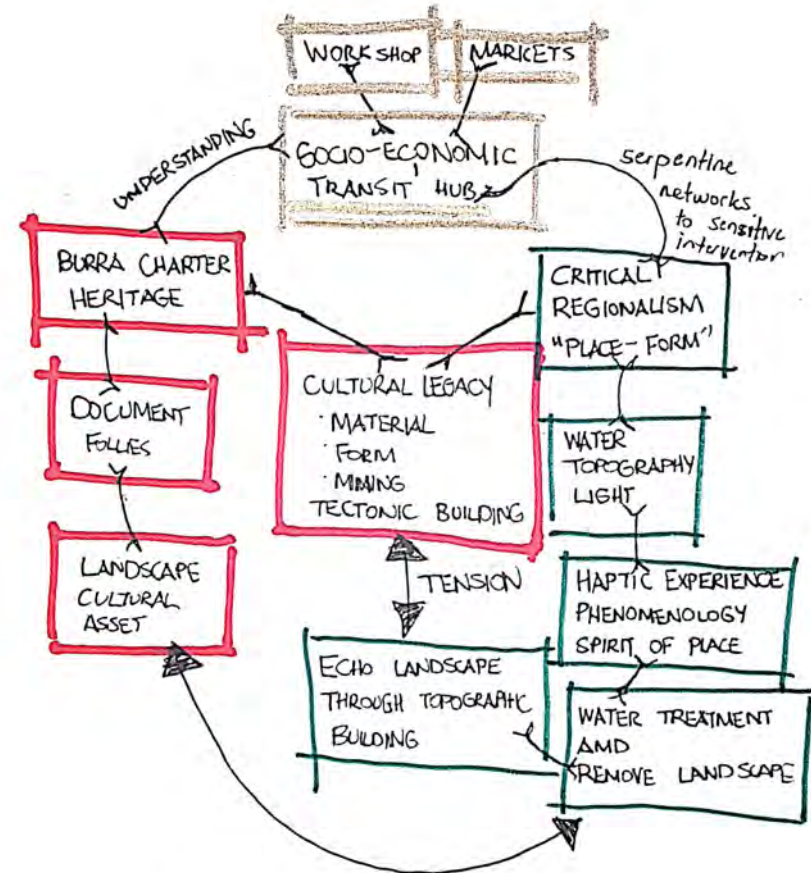 WORKSHOP
MARKETS
SOCIO-ECONOMIC
TRANSIT HUB
UNDERSTANDING
serpentine
networks
to sensitive
intervention
BURRA CHARTER
HERITAGE
CRITICAL
REGIONALISM
"PLACE-FORM"
CULTURAL LEGACY
· MATERIAL
· FORM
· MINING
TECTONIC BUILDING
DOCUMENT
FOLLIES
WATER
TOPOGRAPHY
LIGHT
LANDSCAPE
CULTURAL
ASSET
TENSION
HAPTIC EXPERIENCE
PHENOMENOLOGY
SPIRIT OF PLACE
ECHO LANDSCAPE
THROUGH TOPOGRAPHIC
BUILDING
WATER TREATMENT
AMD
REMOVE LANDSCAPE